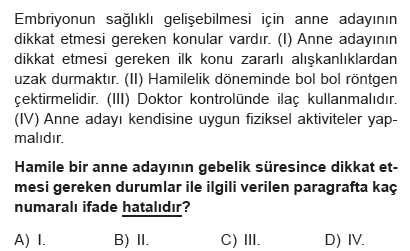 Embriyonun sağlıklı gelişebilmesi için anne adayının
dikkat etmesi gereken konular vardır. (I) Anne adayının
dikkat etmesi gereken ilk konu zararlı alışkanlıklardan
uzak durmaktır. (II) Hamilelik döneminde bol bol röntgen
çektirmelidir. (III) Doktor kontrolünde ilaç kullanmalıdır.
(IV) Anne adayı kendisine uygun fiziksel aktiviteler yap-
malıdır.
Hamile bir anne adayının gebelik süresince dikkat et-
mesi gereken durumlar ile ilgili verilen paragrafta kaç
numaralı ifade hatalıdır?
A) I. B) II. C) III. D) IV.